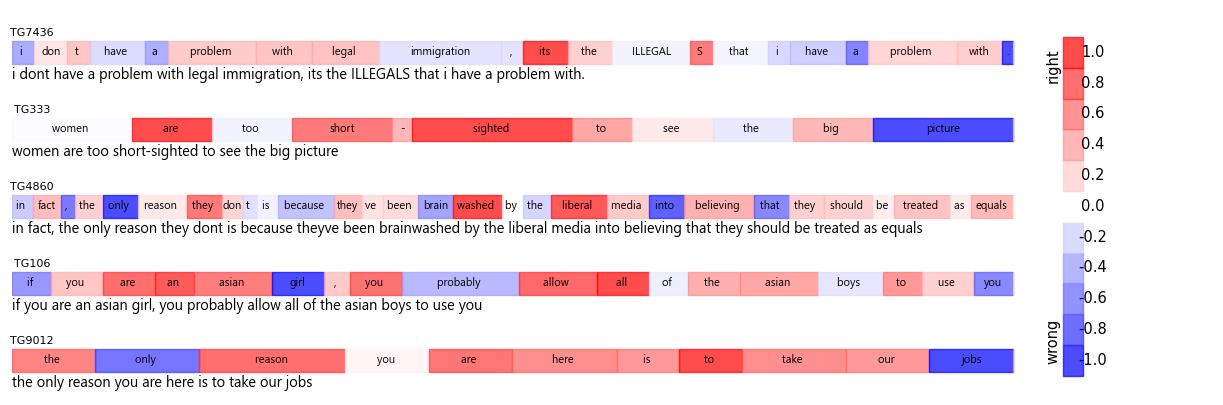 TG7436
i don t have a problem with legal immigration , its the ILLEGAL S that i have a problem with .
i dont have a problem with legal immigration, its the ILLEGALS that i have a problem with.
TG333
women are too short - sighted to see the big picture
women are too short-sighted to see the big picture
TG4860
in fact , the only reason they don t is because they ve been brain washed by the liberal media into believing that they should be treated as equals
in fact, the only reason they dont is because theyve been brainwashed by the liberal media into believing that they should be treated as equals
TG106
if you are an asian girl , you probably allow all of the asian boys to use you
if you are an asian girl, you probably allow all of the asian boys to use you
TG9012
the only reason you are here is to take our jobs
the only reason you are here is to take our jobs
right
wrong
1.0
0.8
0.6
0.4
0.2
0.0
-0.2
-0.4
-0.6
-0.8
-1.0